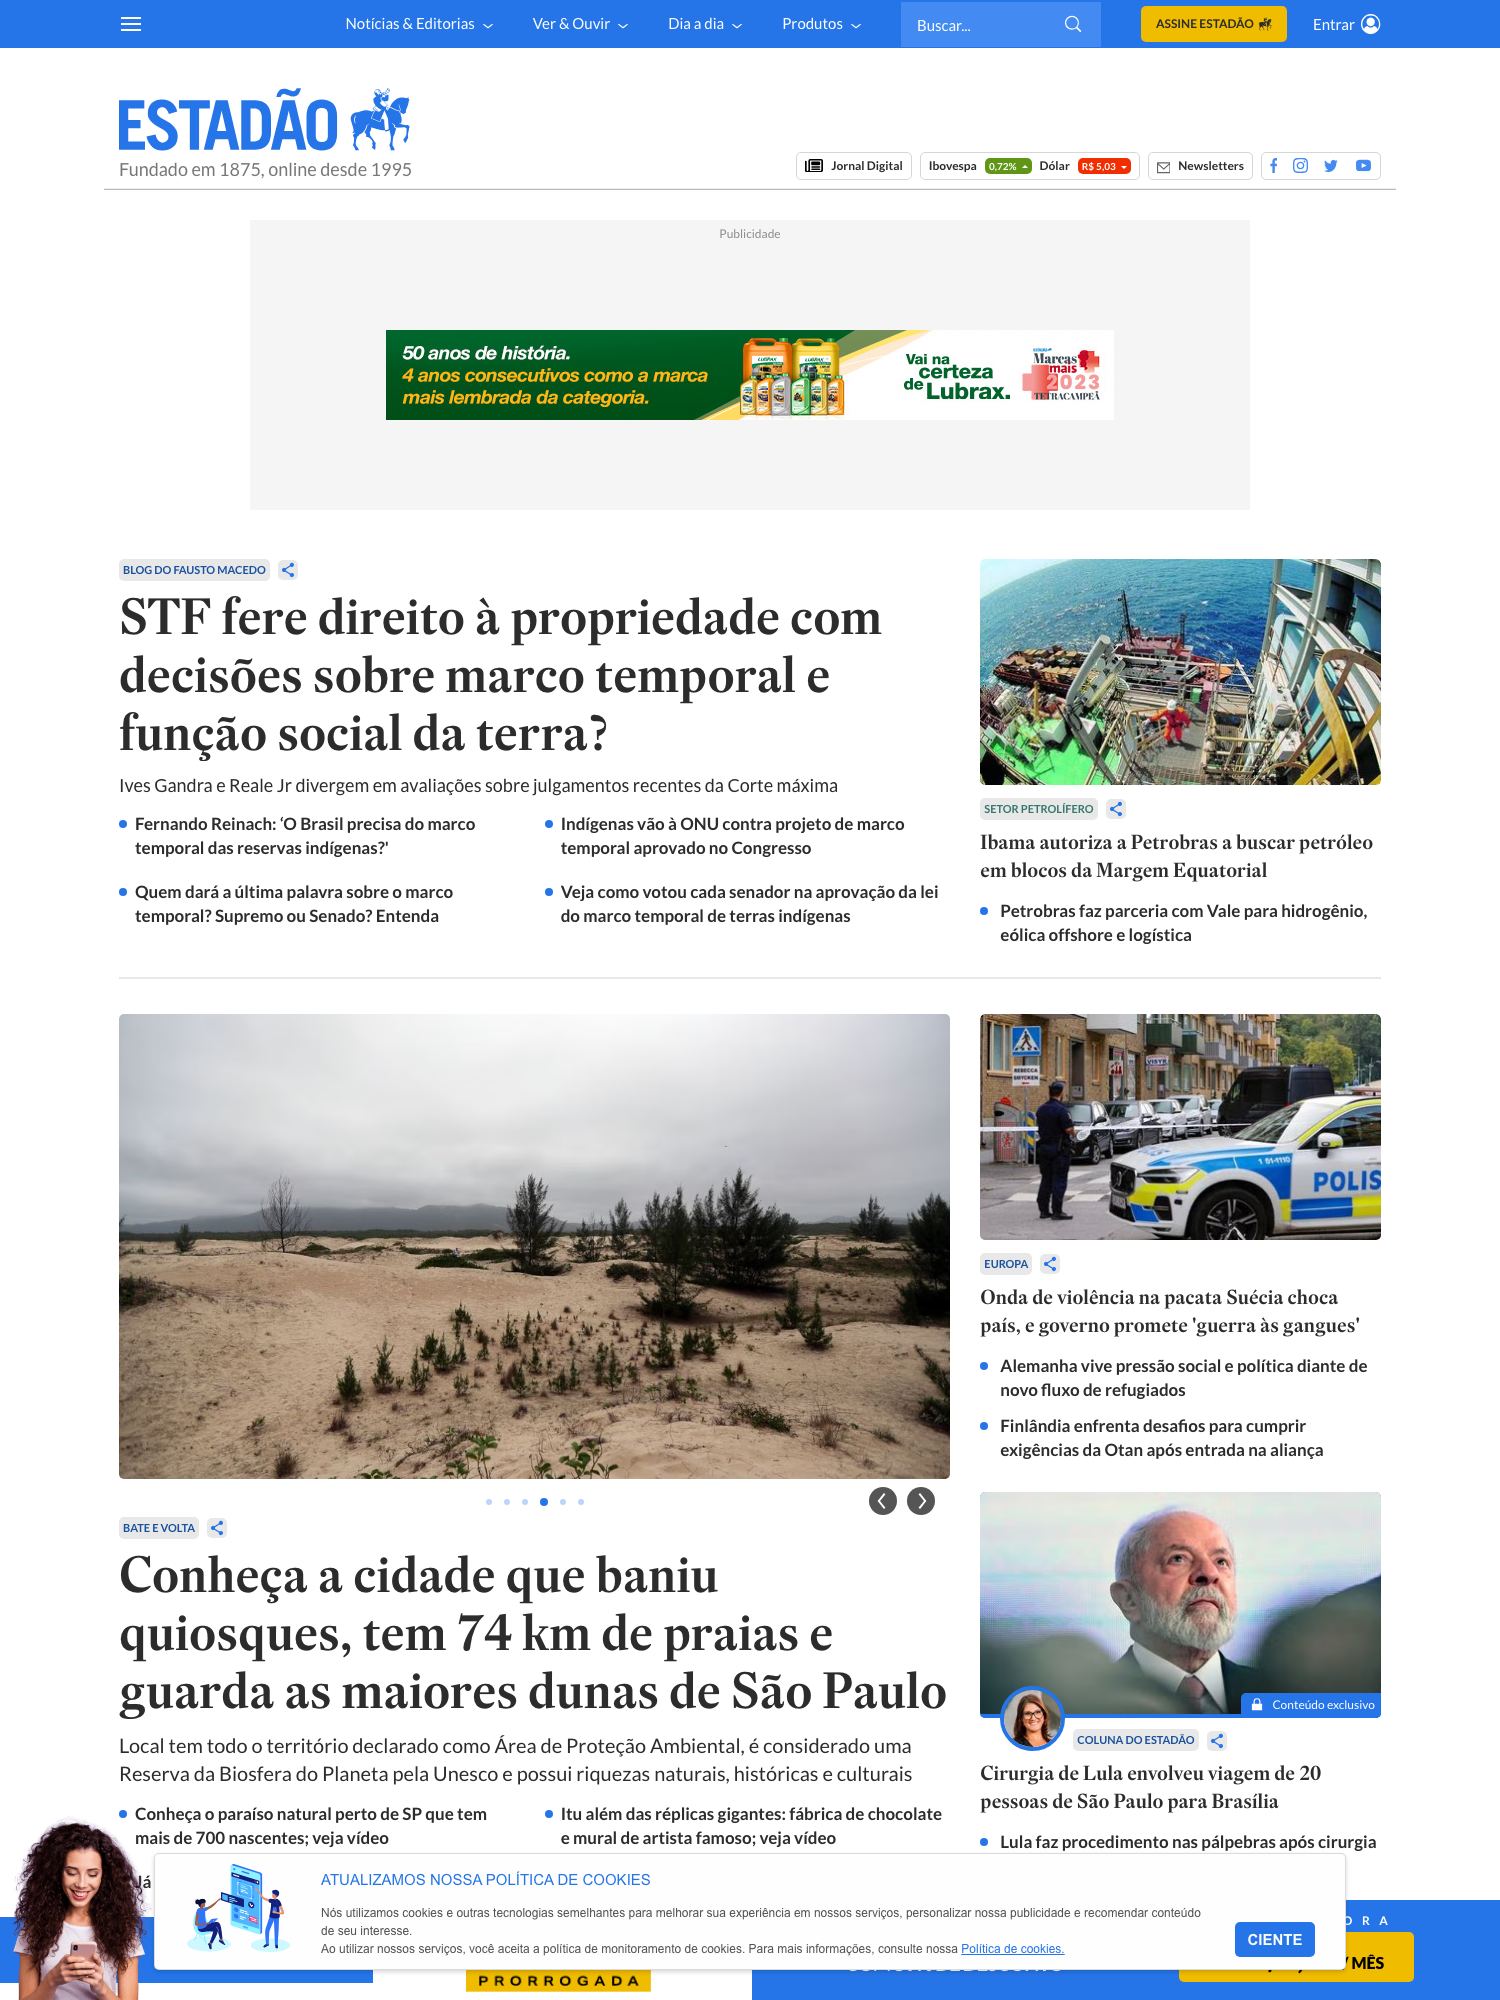 Notícias & Editorias
Ver & Ouvir
Dia a dia
Produtos
Buscar...
ASSINE ESTADÃO
Entrar
ESTADÃO
Fundado em 1875, online desde 1995
Jornal Digital
Ibovespa 0,72% Dólar R$ 5,03
Newsletters
Publicidade
50 anos de história.
4 anos consecutivos como a marca
mais lembrada da categoria.
LUBRAX LUBRAX
Vai na
certeza
de Lubrax.
Marcas
mais
2023
TETRACAMPEÃ
BLOG DO FAUSTO MACEDO
STF fere direito à propriedade com
decisões sobre marco temporal e
função social da terra?
Ives Gandra e Reale Jr divergem em avaliações sobre julgamentos recentes da Corte máxima
Fernando Reinach: ‘O Brasil precisa do marco
temporal das reservas indígenas?'
Indígenas vão à ONU contra projeto de marco
temporal aprovado no Congresso
Quem dará a última palavra sobre o marco
temporal? Supremo ou Senado? Entenda
Veja como votou cada senador na aprovação da lei
do marco temporal de terras indígenas
SETOR PETROLÍFERO
Ibama autoriza a Petrobras a buscar petróleo
em blocos da Margem Equatorial
Petrobras faz parceria com Vale para hidrogênio,
eólica offshore e logística
REBECCA
SMYCKEN
POLIS
EUROPA
Onda de violência na pacata Suécia choca
país, e governo promete 'guerra às gangues'
Alemanha vive pressão social e política diante de
novo fluxo de refugiados
Finlândia enfrenta desafios para cumprir
exigências da Otan após entrada na aliança
BATE E VOLTA
Conheça a cidade que baniu
quiosques, tem 74 km de praias e
guarda as maiores dunas de São Paulo
Local tem todo o território declarado como Área de Proteção Ambiental, é considerado uma
Reserva da Biosfera do Planeta pela Unesco e possui riquezas naturais, históricas e culturais
Conheça o paraíso natural perto de SP que tem
mais de 700 nascentes; veja vídeo
Itu além das réplicas gigantes: fábrica de chocolate
e mural de artista famoso; veja vídeo
Já
Conteúdo exclusivo
COLUNA DO ESTADÃO
Cirurgia de Lula envolveu viagem de 20
pessoas de São Paulo para Brasília
Lula faz procedimento nas pálpebras após cirurgia
ATUALIZAMOS NOSSA POLÍTICA DE COOKIES
Nós utilizamos cookies e outras tecnologias semelhantes para melhorar sua experiência em nossos serviços, personalizar nossa publicidade e recomendar conteúdo
de seu interesse.
Ao utilizar nossos serviços, você aceita a política de monitoramento de cookies. Para mais informações, consulte nossa Política de cookies.
CIENTE
ORA
PRORROGADA
/ MÊS